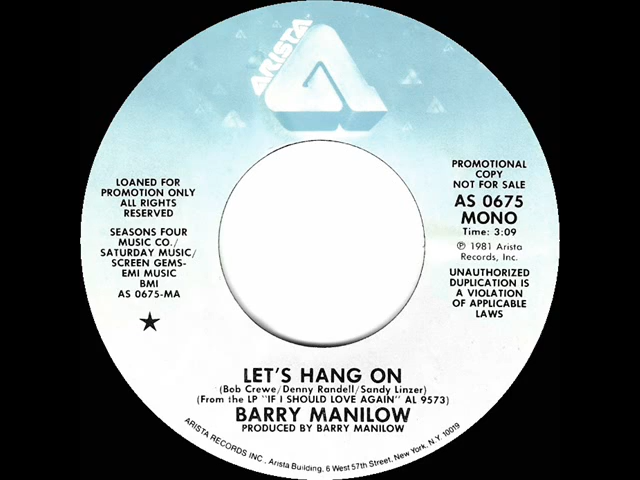 ARISTA
LOANED FOR
PROMOTION ONLY
ALL RIGHTS
RESERVED
SEASONS FOUR
MUSIC CO./
SATURDAY MUSIC/
SCREEN GEMS-
EMI MUSIC
BMI
AS 0675-MA
PROMOTIONAL
COPY
NOT FOR SALE
AS 0675
MONO
Time: 3:09
℗ 1981 Arista
Records, Inc.
UNAUTHORIZED
DUPLICATION IS
A VIOLATION
OF APPLICABLE
LAWS
LET'S HANG ON
(Bob Crewe/Denny Randell/Sandy Linzer)
(From the LP "IF I SHOULD LOVE AGAIN" AL 9573)
BARRY MANILOW
PRODUCED BY BARRY MANILOW
ARISTA RECORDS INC., Arista Building, 6 West 57th Street, New York, N.Y. 10019